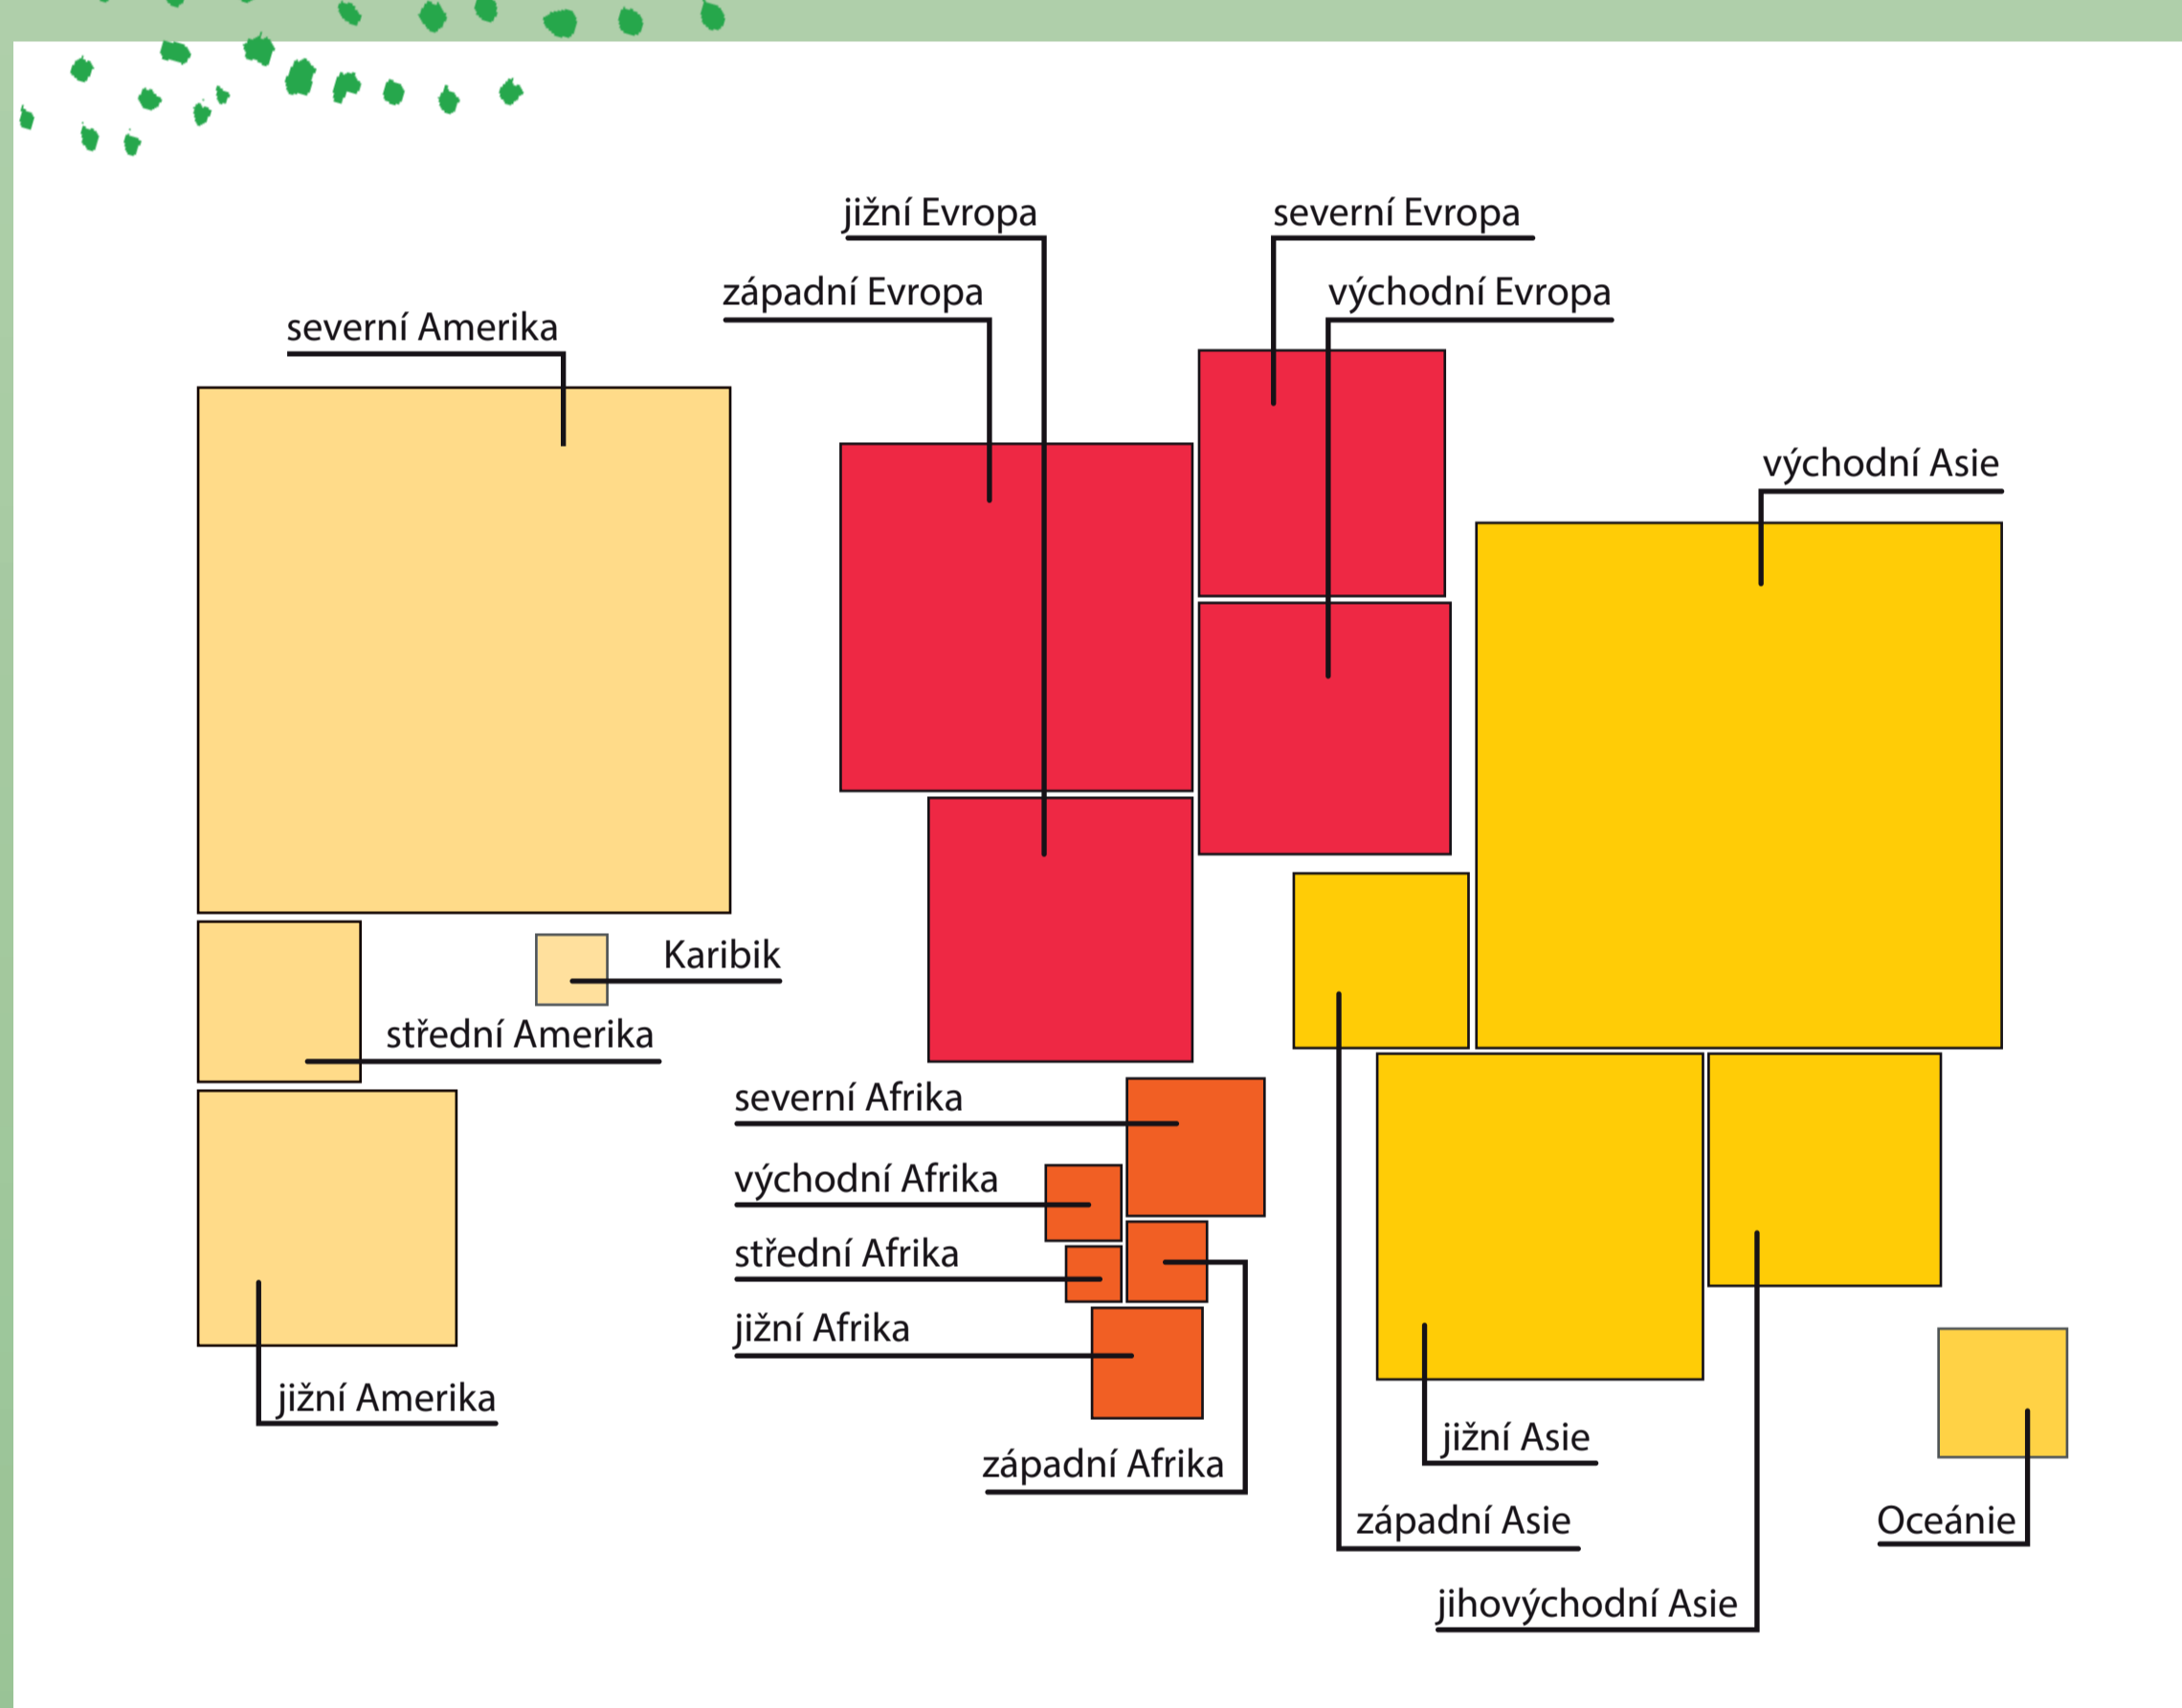 jižní Evropa
severní Evropa
západní Evropa
východní Evropa
severní Amerika
východní Asie
Karibik
střední Amerika
severní Afrika
východní Afrika
střední Afrika
jižní Afrika
jižní Amerika
západní Afrika
jižní Asie
západní Asie
Oceánie
jihovýchodní Asie